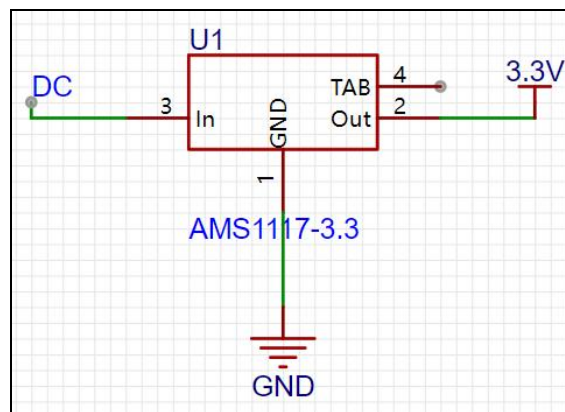 U1
DC
TAB
4
3.3V
3
In
GND
Out
2
1
AMS1117-3.3
GND